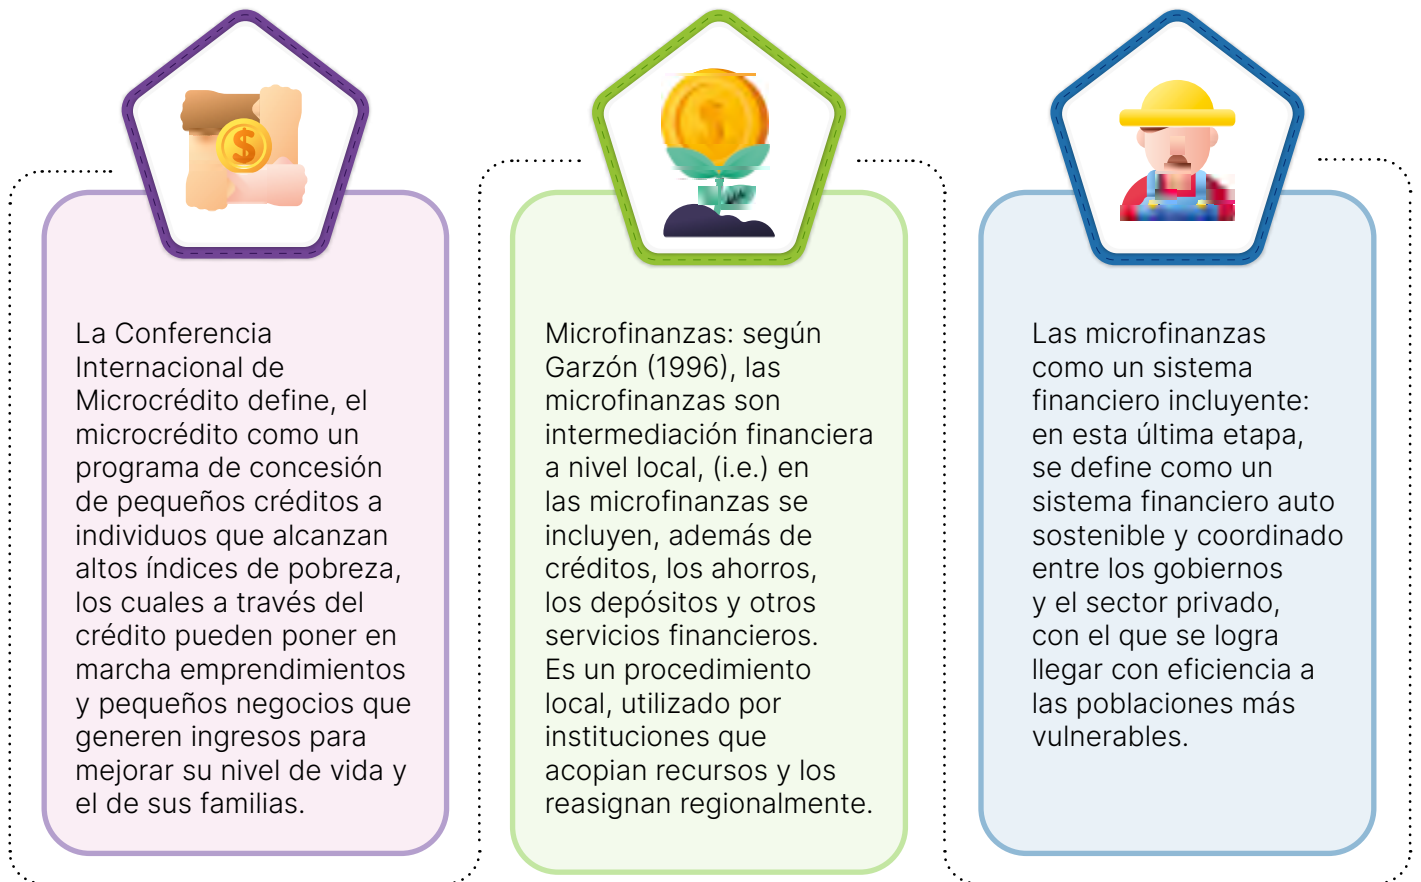 La Conferencia
Internacional de
Microcrédito define, el
microcrédito como un
programa de concesión
de pequeños créditos a
individuos que alcanzan
altos índices de pobreza,
los cuales a través del
crédito pueden poner en
marcha emprendimientos
y pequeños negocios que
generen ingresos para
mejorar su nivel de vida y
el de sus familias.
Microfinanzas: según
Garzón (1996), las
microfinanzas son
intermediación financiera
a nivel local, (i.e.) en
las microfinanzas se
incluyen, además de
créditos, los ahorros,
los depósitos y otros
servicios financieros.
Es un procedimiento
local, utilizado por
instituciones que
acopian recursos y los
reasignan regionalmente.
Las microfinanzas
como un sistema
financiero incluyente:
en esta última etapa,
se define como un
sistema financiero auto
sostenible y coordinado
entre los gobiernos
y el sector privado,
con el que se logra
llegar con eficiencia a
las poblaciones más
vulnerables.